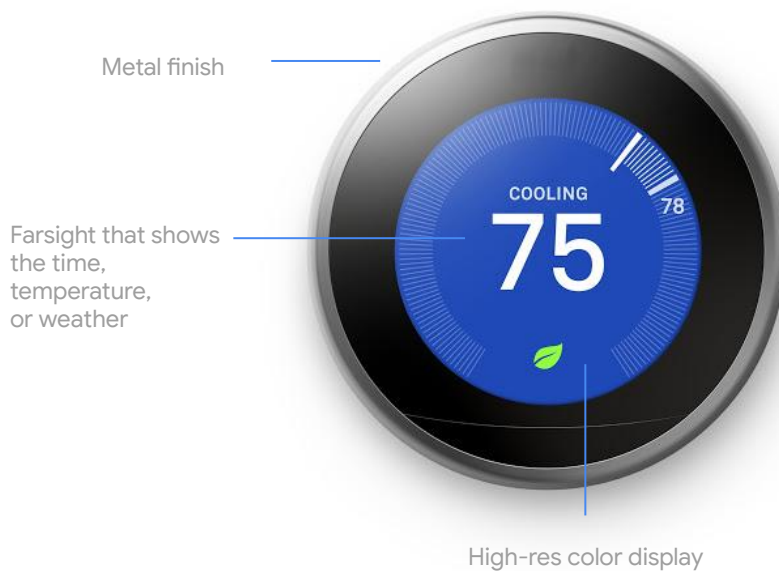 Metal finish
Farsight that shows
the time,
temperature,
or weather
COOLING
75
78
High-res color display